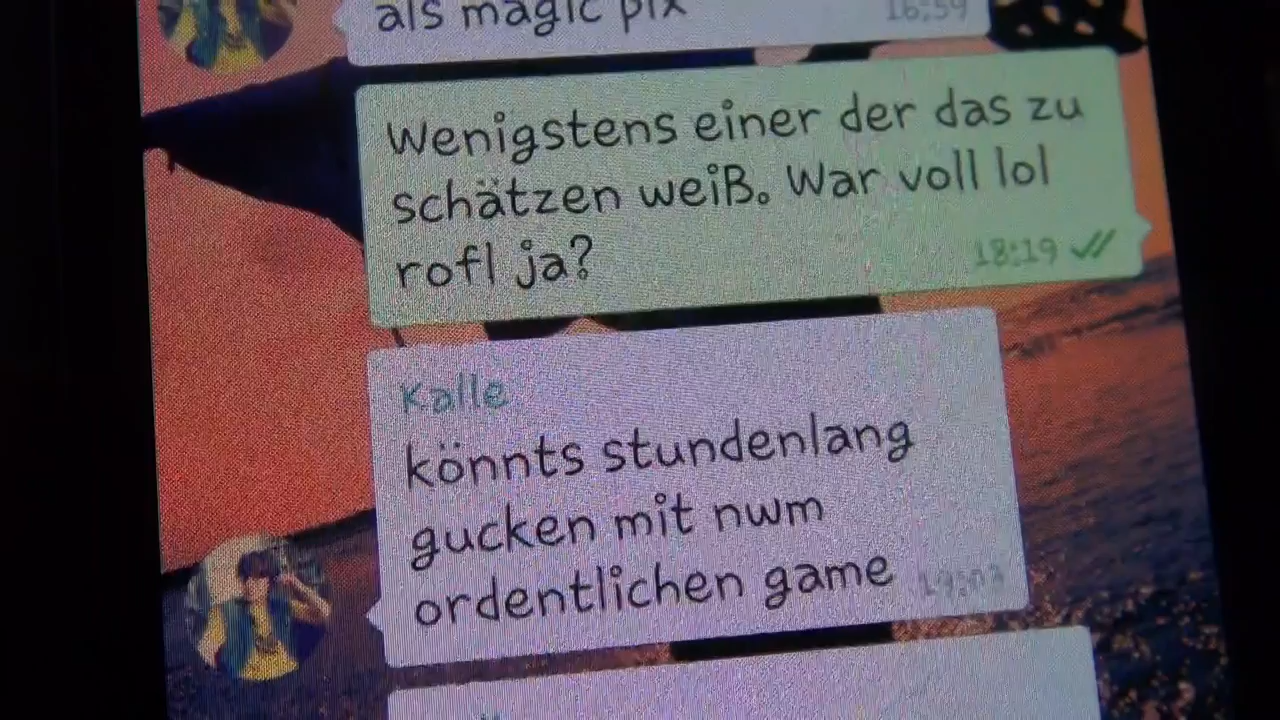 als magic pix
16:59
Wenigstens einer der das zu
schätzen weiß. War voll lol
rofl ja?
18:19
Kalle
könnts stundenlang
gucken mit nwm
ordentlichen game